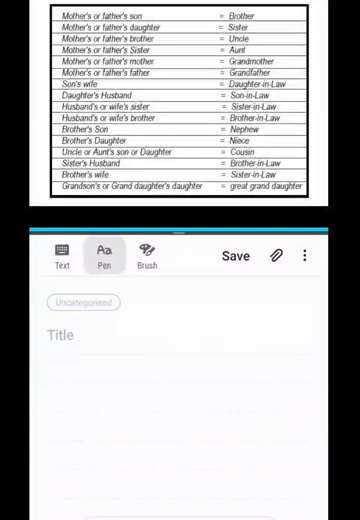 Mother's or father's son = Brother
Mother's or father's daughter = Sister
Mother's or father's brother = Uncle
Mother's or father's Sister = Aunt
Mother's or father's mother = Grandmother
Mother's or father's father = Grandfather
Son's wife = Daughter-in-Law
Daughter's Husband = Son-in-Law
Husband's or wife's sister = Sister-in-Law
Husband's or wife's brother = Brother-in-Law
Brother's Son = Nephew
Brother's Daughter = Niece
Uncle or Aunt's son or Daughter = Cousin
Sister's Husband = Brother-in-Law
Brother's wife = Sister-in-Law
Grandson's or Grand daughter's daughter = great grand daughter
Text Aa Pen Brush Save
Uncategorised
Title